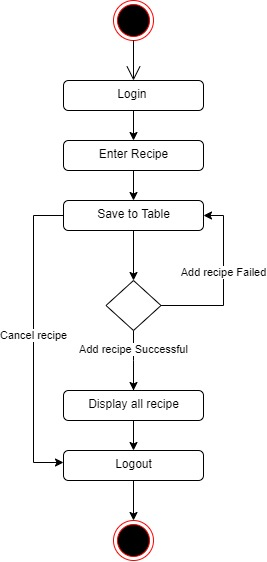 Login
Enter Recipe
Save to Table
Add recipe Failed
Cancel recipe
Add recipe Successful
Display all recipe
Logout